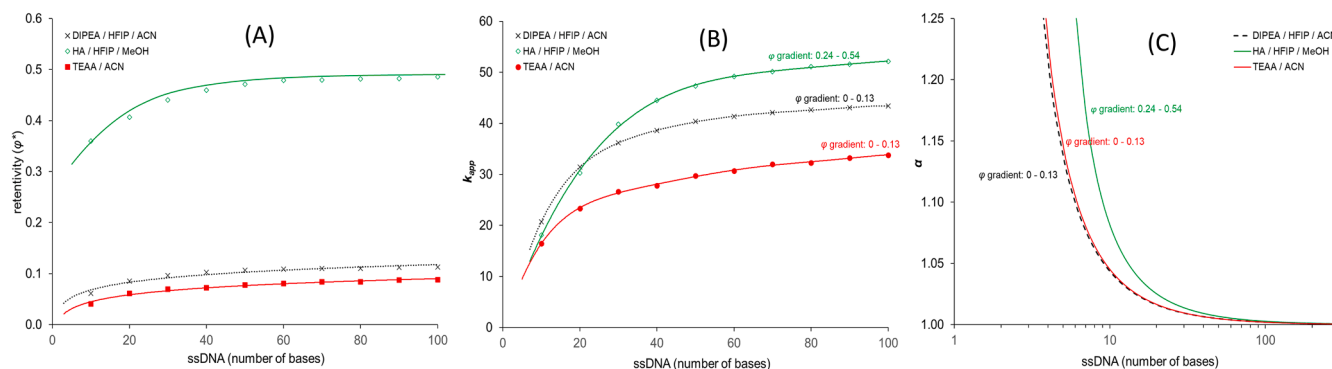 (A)
× DIPEA / HFIP / ACN
◇ HA / HFIP / MeOH
■ TEAA / ACN
retentivity (φ*)
0.6
0.5
0.4
0.3
0.2
0.1
0.0
0 20 40 60 80 100
ssDNA (number of bases)
(B)
× DIPEA / HFIP / ACN
◇ HA / HFIP / MeOH
● TEAA / ACN
kapp
60
50
40
30
20
10
0
φ gradient: 0.24 - 0.54
φ gradient: 0 - 0.13
φ gradient: 0 - 0.13
0 20 40 60 80 100
ssDNA (number of bases)
(C)
DIPEA / HFIP / ACN
HA / HFIP / MeOH
TEAA / ACN
α
1.25
1.20
1.15
1.10
1.05
1.00
φ gradient: 0.24 - 0.54
φ gradient: 0 - 0.13
φ gradient: 0 - 0.13
1 10 100
ssDNA (number of bases)